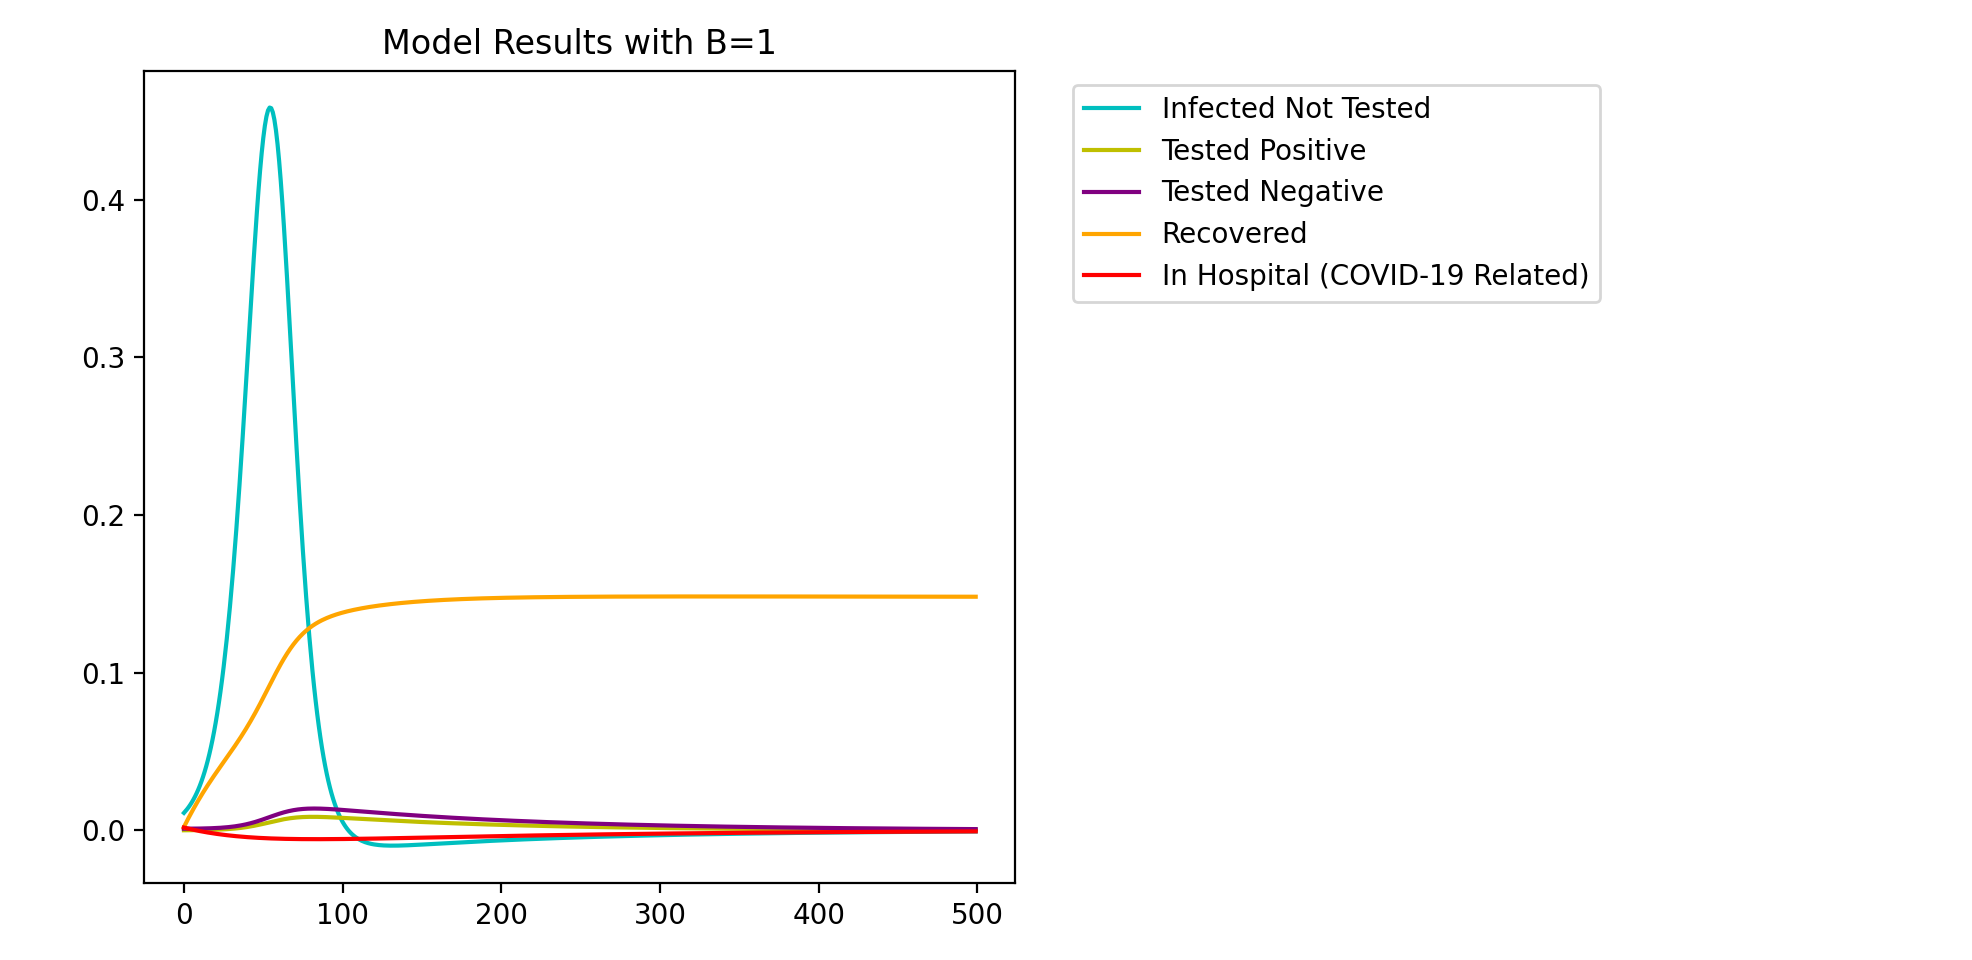 Model Results with B=1
Infected Not Tested
Tested Positive
Tested Negative
Recovered
In Hospital (COVID-19 Related)
0.4
0.3
0.2
0.1
0.0
0 100 200 300 400 500